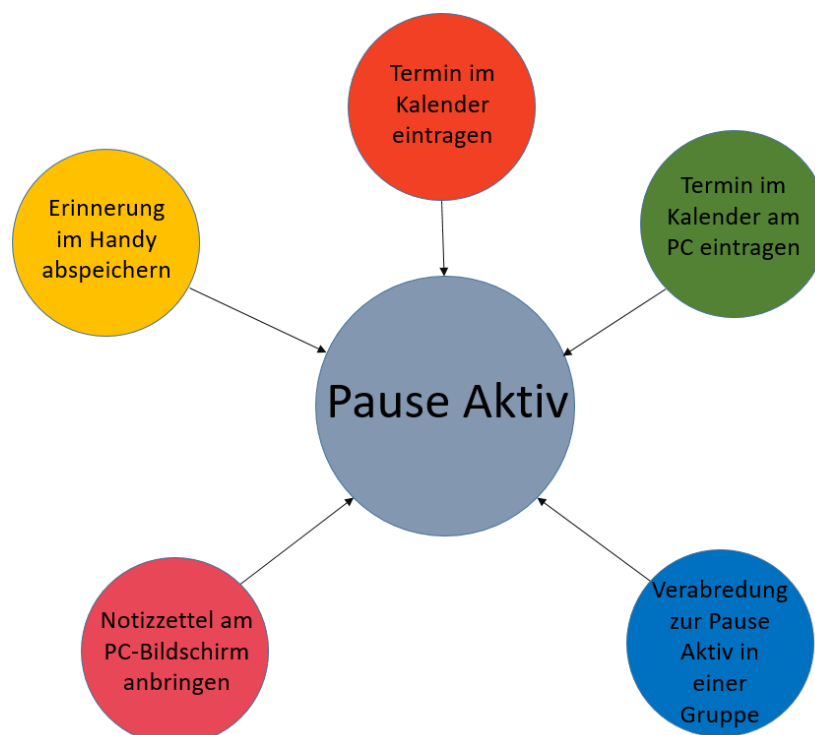 Termin im
Kalender
eintragen
Termin im
Kalender am
PC eintragen
Erinnerung
im Handy
abspeichern
Pause Aktiv
Notizzettel am
PC-Bildschirm
anbringen
Verabredung
zur Pause
Aktiv in
einer
Gruppe